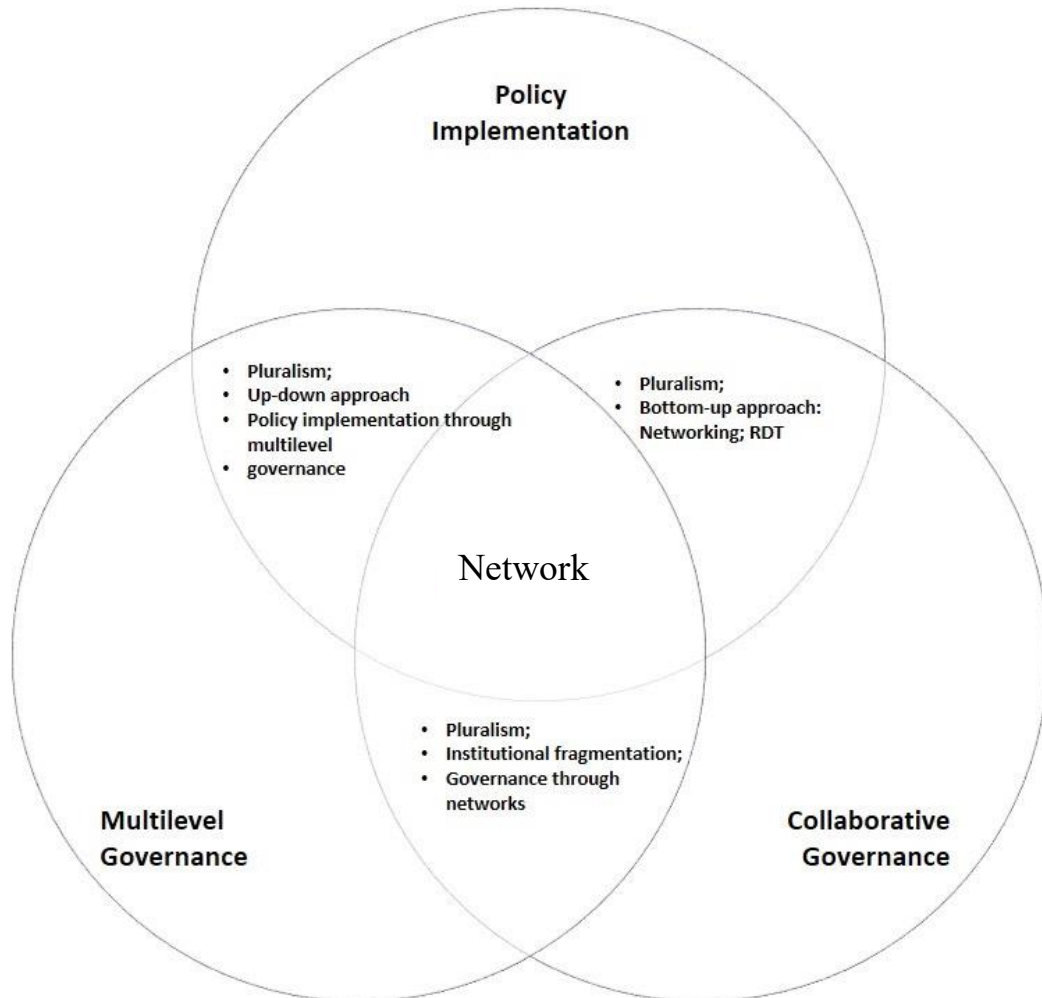 Policy
Implementation
• Pluralism;
• Up-down approach
• Policy implementation through
multilevel
• governance
• Pluralism;
• Bottom-up approach:
Networking; RDT
Network
• Pluralism;
• Institutional fragmentation;
• Governance through
networks
Multilevel
Governance
Collaborative
Governance